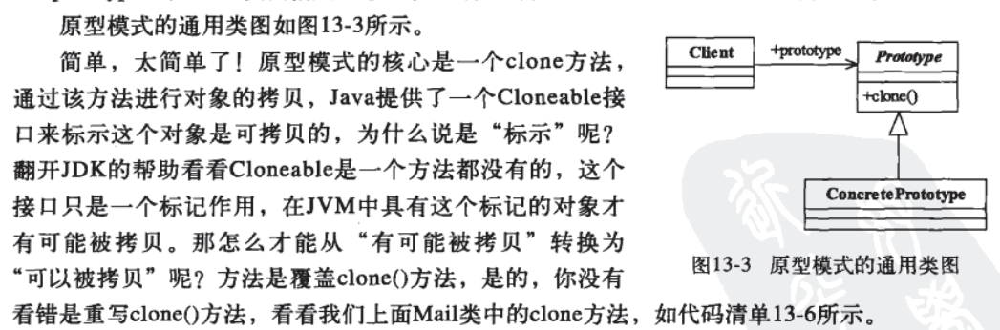 原型模式的通用类图如图13-3所示。
简单，太简单了！原型模式的核心是一个clone方法，
通过该方法进行对象的拷贝，Java提供了一个Cloneable接
口来标示这个对象是可拷贝的，为什么说是“标示”呢？
翻开JDK的帮助看看Cloneable是一个方法都没有的，这个
接口只是一个标记作用，在JVM中具有这个标记的对象才
有可能被拷贝。那怎么才能从“有可能被拷贝”转换为
“可以被拷贝”呢？方法是覆盖clone()方法，是的，你没有
看错是重写clone()方法，看看我们上面Mail类中的clone方法，如代码清单13-6所示。
Client
+prototype
Prototype
+clone()
ConcretePrototype
图13-3 原型模式的通用类图